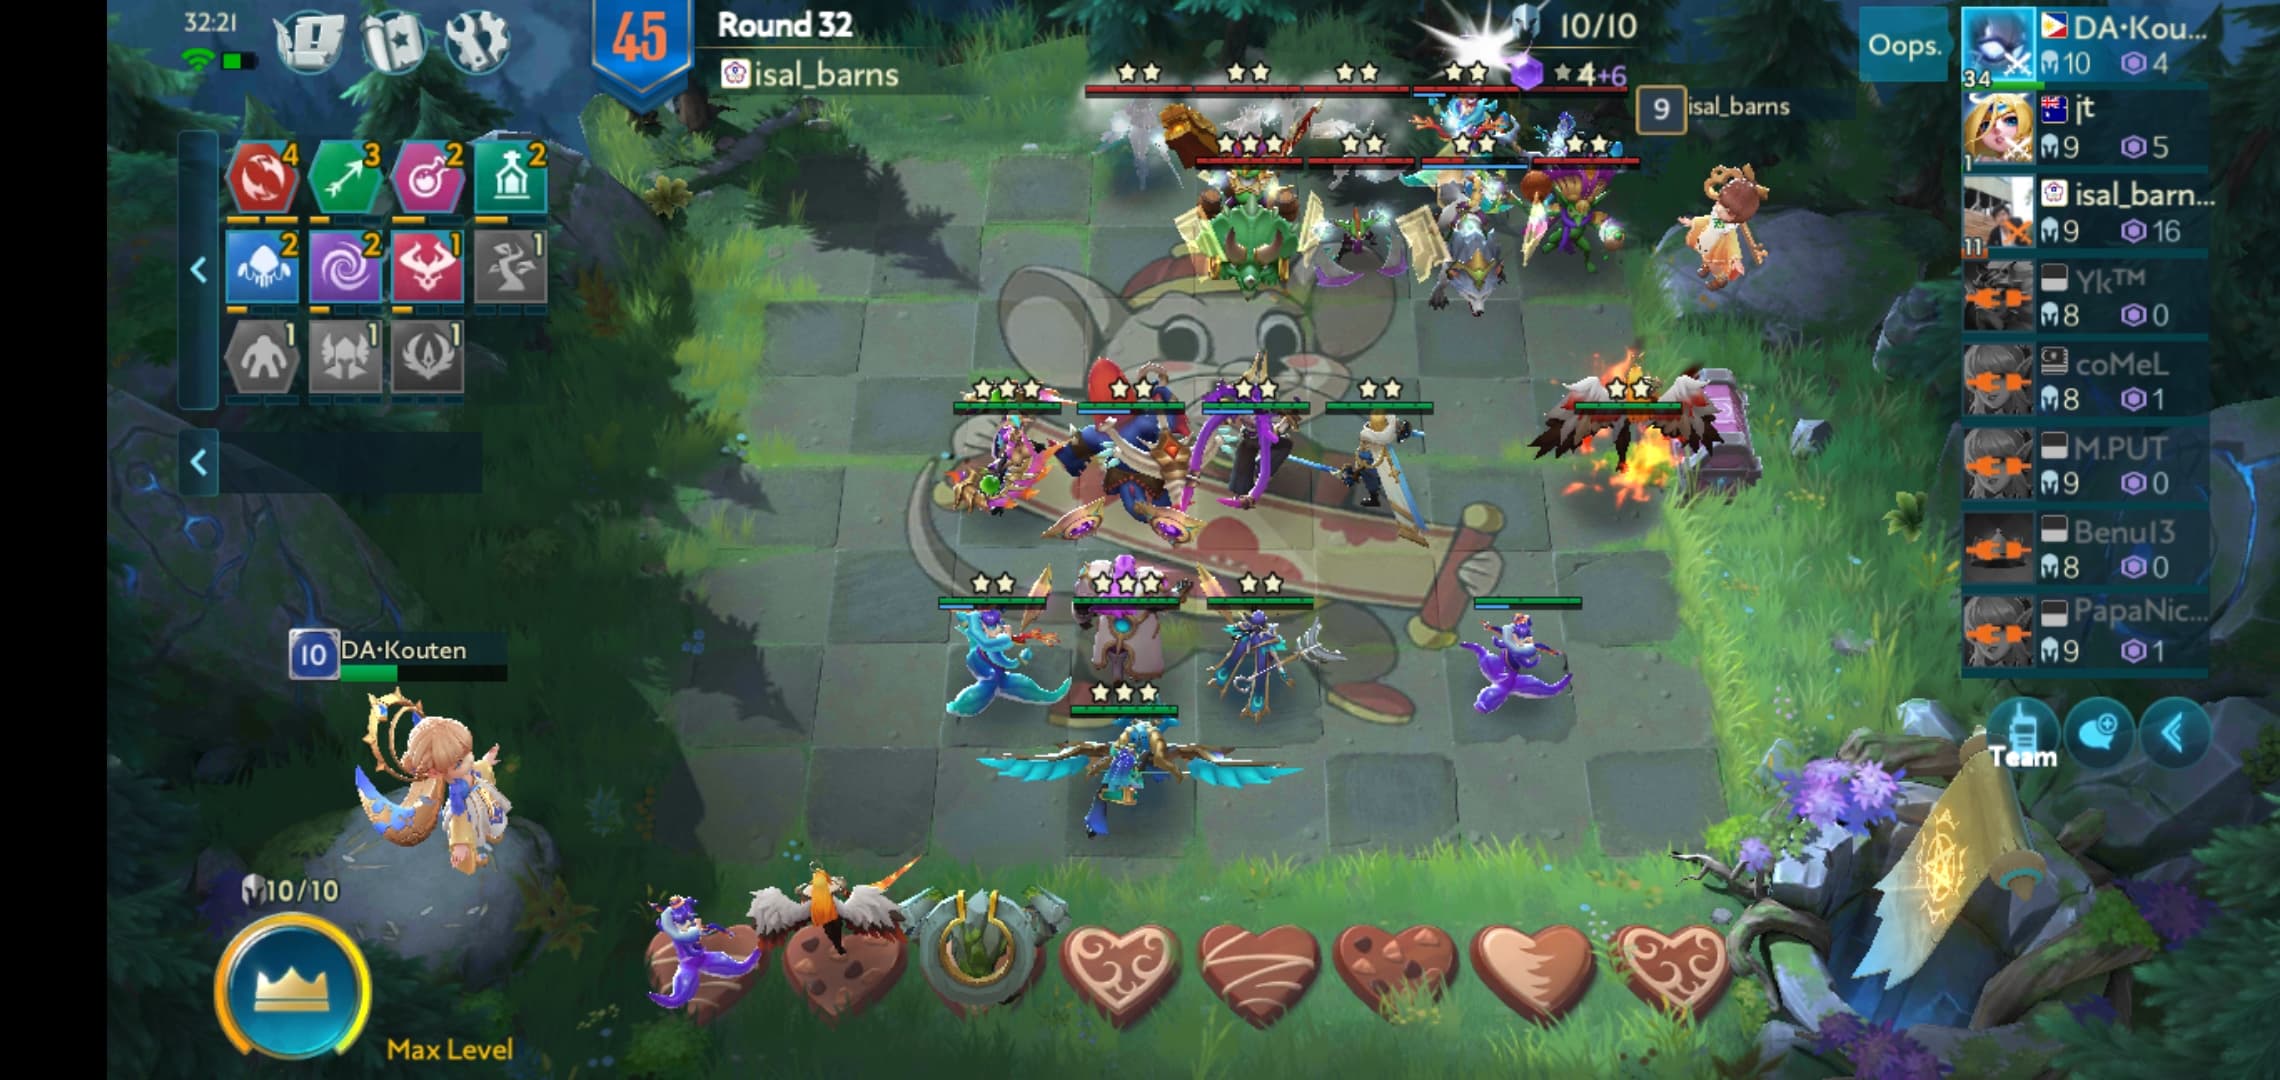 32:21
45
Round 32
isal_barns
10/10
4+6
9
isal_barns
Oops.
34
DA·Kou...
10
4
jt
1
9
5
isal_barn...
11
9
16
Yk™
8
0
coMeL
8
1
M.PUT
9
0
Benu13
8
0
PapaNic...
9
1
4
3
2
2
2
2
1
1
1
1
1
10
DA·Kouten
Team
10/10
Max Level